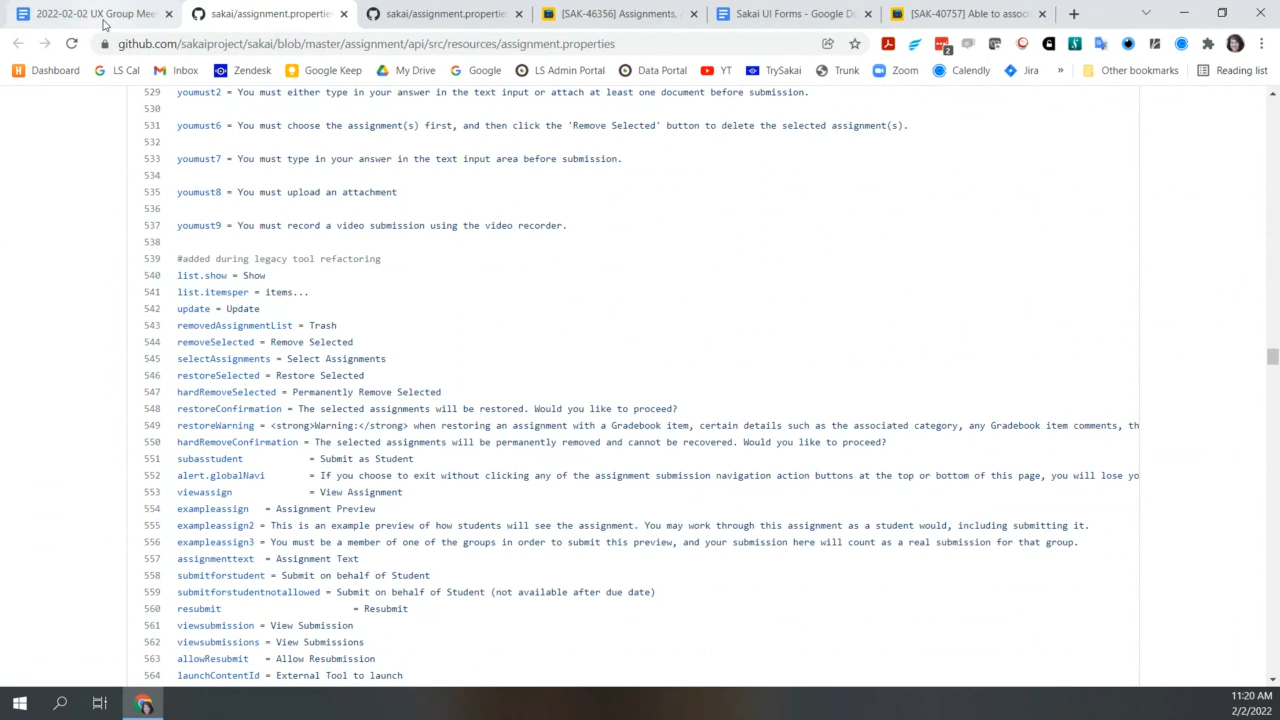 2022-02-02 UX Group Mee
sakai/assignment.propertie
sakai/assignment.propertie
[SAK-46356] Assignments, A
Sakai UI Forms - Google De
[SAK-40757] Able to assoc
github.com/sakaiproject/sakai/blob/master/assignment/api/src/resources/assignment.properties
2
Dashboard
LS Cal
Inbox
Zendesk
Google Keep
My Drive
Google
LS Admin Portal
Data Portal
YT
TrySakai
Trunk
Zoom
Calendly
Jira
»
Other bookmarks
Reading list
529 youmust2 = You must either type in your answer in the text input or attach at least one document before submission.
530
531 youmust6 = You must choose the assignment(s) first, and then click the 'Remove Selected' button to delete the selected assignment(s).
532
533 youmust7 = You must type in your answer in the text input area before submission.
534
535 youmust8 = You must upload an attachment
536
537 youmust9 = You must record a video submission using the video recorder.
538
539 #added during legacy tool refactoring
540 list.show = Show
541 list.itemsper = items...
542 update = Update
543 removedAssignmentList = Trash
544 removeSelected = Remove Selected
545 selectAssignments = Select Assignments
546 restoreSelected = Restore Selected
547 hardRemoveSelected = Permanently Remove Selected
548 restoreConfirmation = The selected assignments will be restored. Would you like to proceed?
549 restoreWarning = <strong>Warning:</strong> when restoring an assignment with a Gradebook item, certain details such as the associated category, any Gradebook item comments, th
550 hardRemoveConfirmation = The selected assignments will be permanently removed and cannot be recovered. Would you like to proceed?
551 subasstudent = Submit as Student
552 alert.globalNavi = If you choose to exit without clicking any of the assignment submission navigation action buttons at the top or bottom of this page, you will lose yo
553 viewassign = View Assignment
554 exampleassign = Assignment Preview
555 exampleassign2 = This is an example preview of how students will see the assignment. You may work through this assignment as a student would, including submitting it.
556 exampleassign3 = You must be a member of one of the groups in order to submit this preview, and your submission here will count as a real submission for that group.
557 assignmenttext = Assignment Text
558 submitforstudent = Submit on behalf of Student
559 submitforstudentnotallowed = Submit on behalf of Student (not available after due date)
560 resubmit = Resubmit
561 viewsubmission = View Submission
562 viewsubmissions = View Submissions
563 allowResubmit = Allow Resubmission
564 launchContentId = External Tool to launch
11:20 AM
2/2/2022